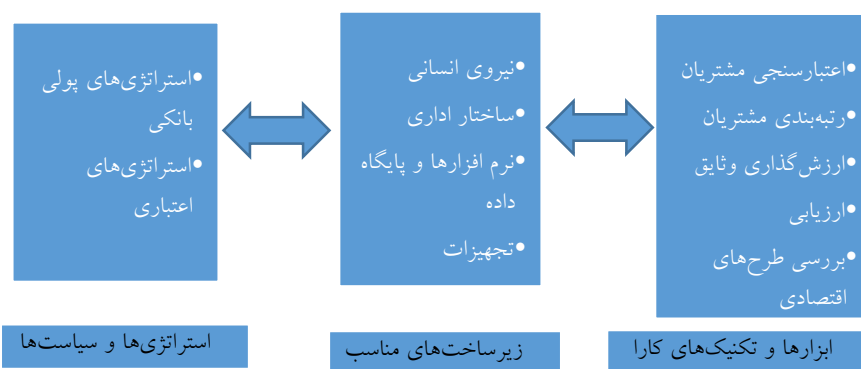 •اعتبارسنجی مشتریان
•رتبه‌بندی مشتریان
•ارزش‌گذاری وثایق
•ارزیابی
•بررسی طرح‌های
اقتصادی
ابزارها و تکنیک‌های کارا
•نیروی انسانی
•ساختار اداری
•نرم افزارها و پایگاه
داده
•تجهیزات
زیرساخت‌های مناسب
•استراتژی‌های پولی
بانکی
•استراتژی‌های
اعتباری
استراتژی‌ها و سیاست‌ها